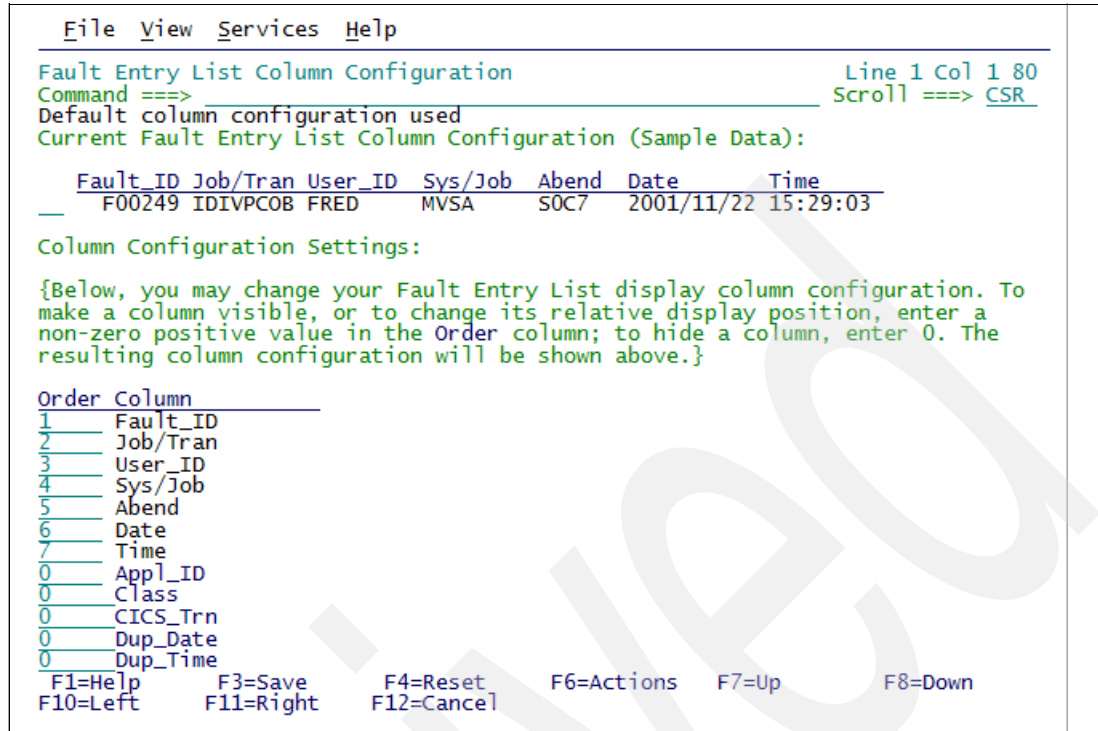 File View Services Help
Fault Entry List Column Configuration Line 1 Col 1 80
Command ===> Scroll ===> CSR
Default column configuration used
Current Fault Entry List Column Configuration (Sample Data):
Fault_ID Job/Tran User_ID Sys/Job Abend Date Time
F00249 IDIVPCOB FRED MVSA S0C7 2001/11/22 15:29:03
Column Configuration Settings:
{Below, you may change your Fault Entry List display column configuration. To
make a column visible, or to change its relative display position, enter a
non-zero positive value in the Order column; to hide a column, enter 0. The
resulting column configuration will be shown above.}
Order Column
1 Fault_ID
2 Job/Tran
3 User_ID
4 Sys/Job
5 Abend
6 Date
7 Time
0 Appl_ID
0 Class
0 CICS_Trn
0 Dup_Date
0 Dup_Time
F1=Help F3=Save F4=Reset F6=Actions F7=Up F8=Down
F10=Left F11=Right F12=Cancel